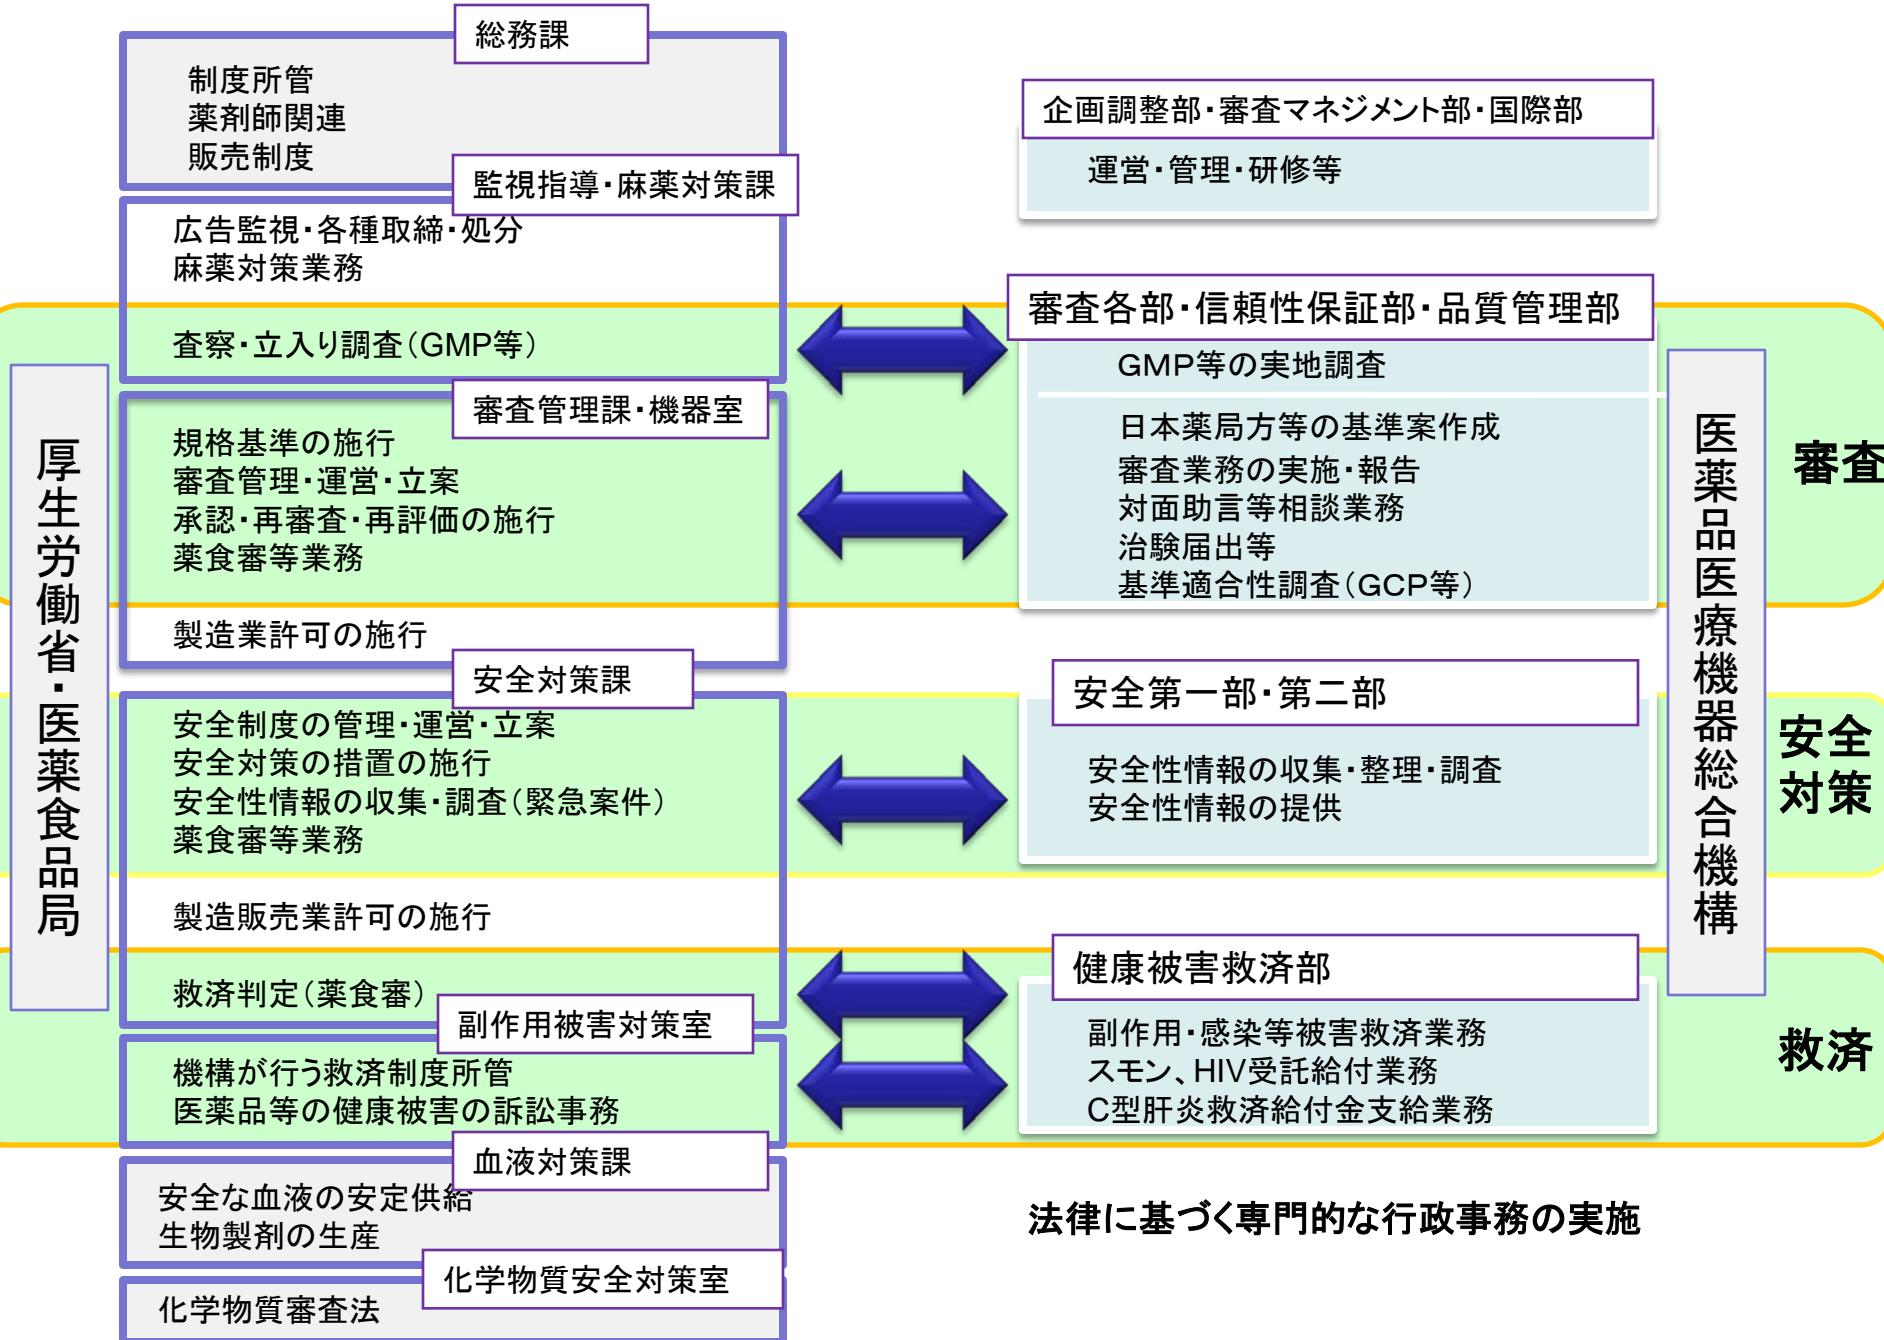 総務課
制度所管
薬剤師関連
販売制度
監視指導・麻薬対策課
広告監視・各種取締・処分
麻薬対策業務
査察・立入り調査(GMP等)
審査管理課・機器室
規格基準の施行
審査管理・運営・立案
承認・再審査・再評価の施行
薬食審等業務
製造業許可の施行
安全対策課
安全制度の管理・運営・立案
安全対策の措置の施行
安全性情報の収集・調査(緊急案件)
薬食審等業務
製造販売業許可の施行
救済判定(薬食審)
副作用被害対策室
機構が行う救済制度所管
医薬品等の健康被害の訴訟事務
血液対策課
安全な血液の安定供給
生物製剤の生産
化学物質安全対策室
化学物質審査法
厚生労働省・医薬食品局
企画調整部・審査マネジメント部・国際部
運営・管理・研修等
審査各部・信頼性保証部・品質管理部
GMP等の実地調査
日本薬局方等の基準案作成
審査業務の実施・報告
対面助言等相談業務
治験届出等
基準適合性調査(GCP等)
安全第一部・第二部
安全性情報の収集・整理・調査
安全性情報の提供
健康被害救済部
副作用・感染等被害救済業務
スモン、HIV受託給付業務
C型肝炎救済給付金支給業務
法律に基づく専門的な行政事務の実施
医薬品医療機器総合機構
審査
安全
対策
救済